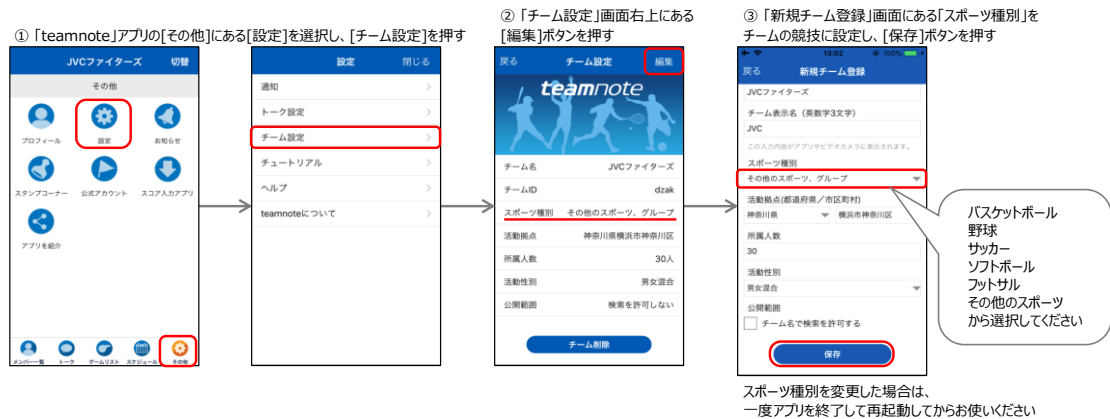 ① 「teamnote」アプリの[その他]にある[設定]を選択し、[チーム設定]を押す
JVCファイターズ 切替
その他
プロフィール 設定 お知らせ
スタンプコーナー 公式アカウント スコア入力アプリ
アプリを紹介
メンバー一覧 トーク ゲームリスト スケジュール その他
設定 閉じる
通知
トーク設定
チーム設定
チュートリアル
ヘルプ
teamnoteについて
② 「チーム設定」画面右上にある
[編集]ボタンを押す
戻る チーム設定 編集
teamnote
チーム名 JVCファイターズ
チームID dzak
スポーツ種別 その他のスポーツ、グループ
活動拠点 神奈川県横浜市神奈川区
所属人数 30人
活動性別 男女混合
公開範囲 検索を許可しない
チーム削除
③ 「新規チーム登録」画面にある「スポーツ種別」を
チームの競技に設定し、[保存]ボタンを押す
13:02 100%
戻る 新規チーム登録
JVCファイターズ
チーム表示名（英数字3文字）
JVC
この入力内容がアプリやビデオカメラに表示されます。
スポーツ種別
その他のスポーツ、グループ
活動拠点(都道府県／市区町村)
神奈川県 横浜市神奈川区
所属人数
30
活動性別
男女混合
公開範囲
チーム名で検索を許可する
保存
バスケットボール
野球
サッカー
ソフトボール
フットサル
その他のスポーツ
から選択してください
スポーツ種別を変更した場合は、
一度アプリを終了して再起動してからお使いください